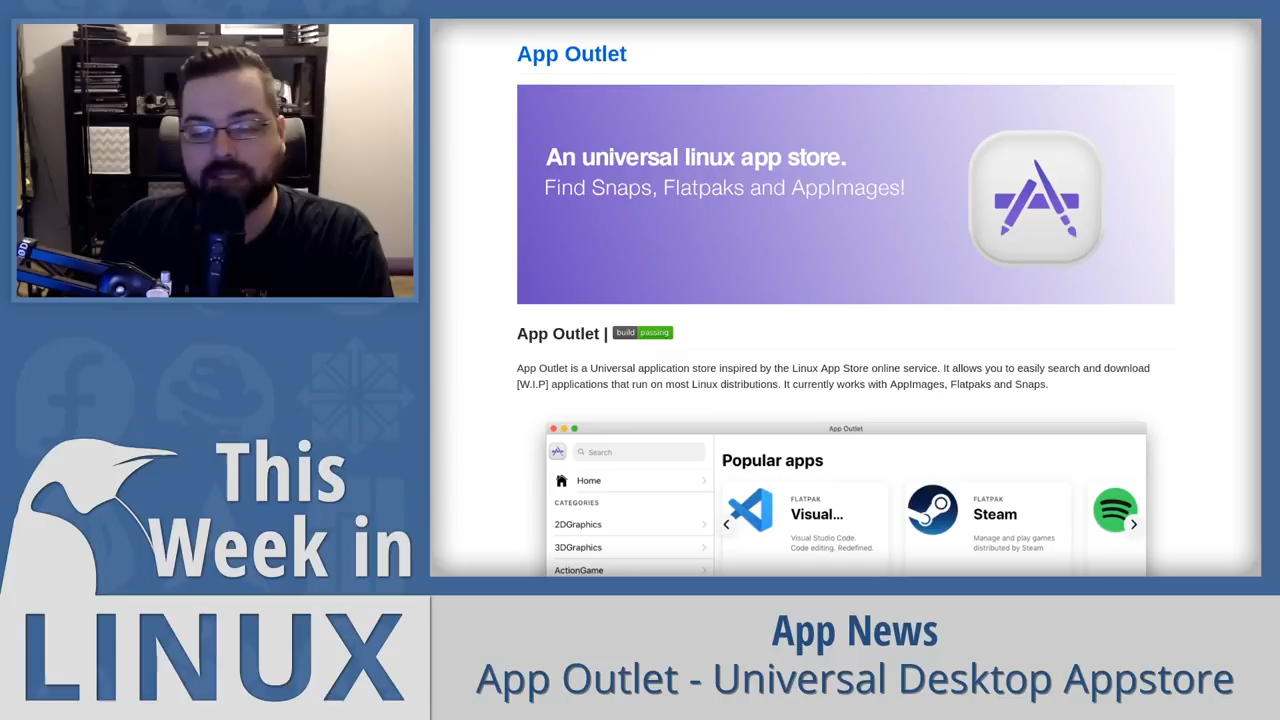 App Outlet
An universal linux app store.
Find Snaps, Flatpaks and AppImages!
App Outlet | build passing
App Outlet is a Universal application store inspired by the Linux App Store online service. It allows you to easily search and download
[W.I.P] applications that run on most Linux distributions. It currently works with AppImages, Flatpaks and Snaps.
App Outlet
Search
Home
CATEGORIES
2DGraphics
3DGraphics
ActionGame
Popular apps
FLATPAK
Visual...
Visual Studio Code.
Code editing. Redefined.
FLATPAK
Steam
Manage and play games
distributed by Steam
This
Week in
LINUX
App News
App Outlet - Universal Desktop Appstore